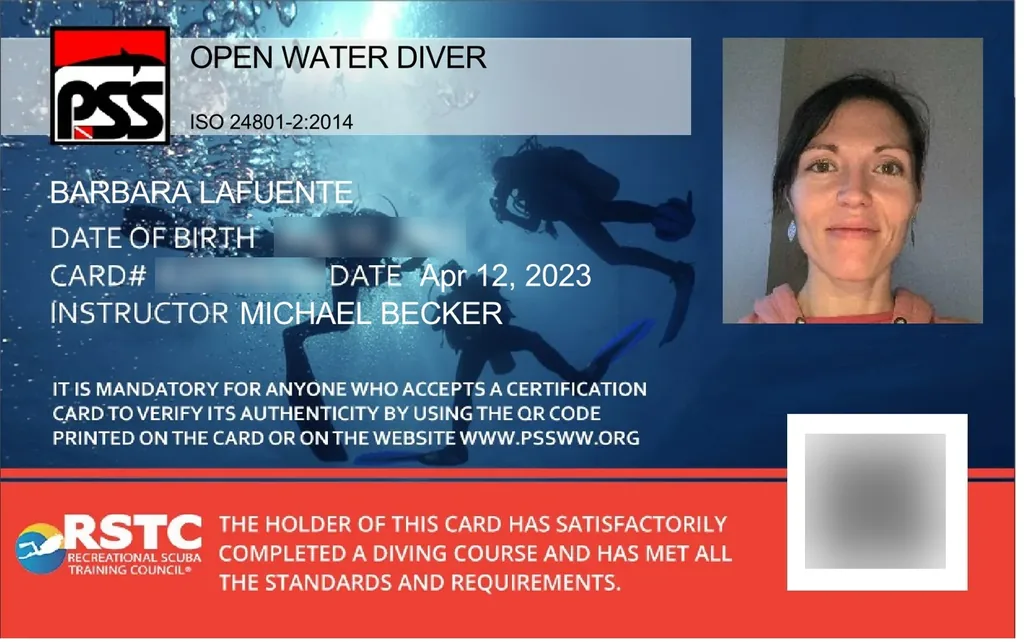 PSS
OPEN WATER DIVER
ISO 24801-2:2014
BARBARA LAFUENTE
DATE OF BIRTH
CARD# DATE Apr 12, 2023
INSTRUCTOR MICHAEL BECKER
IT IS MANDATORY FOR ANYONE WHO ACCEPTS A CERTIFICATION
CARD TO VERIFY ITS AUTHENTICITY BY USING THE QR CODE
PRINTED ON THE CARD OR ON THE WEBSITE WWW.PSSWW.ORG
RSTC
RECREATIONAL SCUBA
TRAINING COUNCIL®
THE HOLDER OF THIS CARD HAS SATISFACTORILY
COMPLETED A DIVING COURSE AND HAS MET ALL
THE STANDARDS AND REQUIREMENTS.